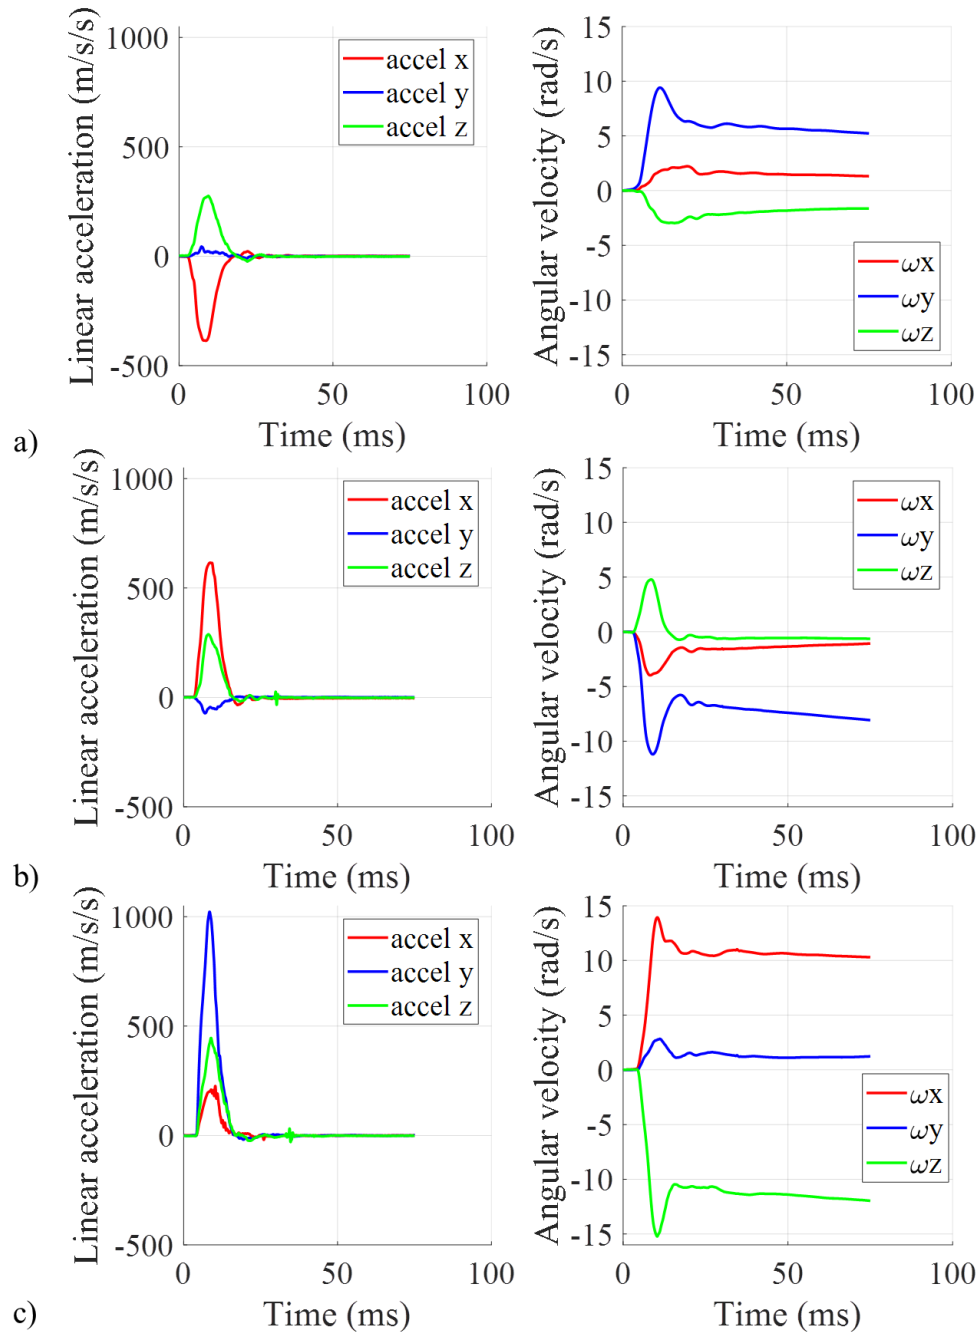 Linear acceleration (m/s/s)
1000
500
0
-500
0 50 100
Time (ms)
accel x
accel y
accel z
Angular velocity (rad/s)
15
10
5
0
-5
-10
-15
0 50 100
Time (ms)
ωx
ωy
ωz
a)
Linear acceleration (m/s/s)
1000
500
0
-500
0 50 100
Time (ms)
accel x
accel y
accel z
Angular velocity (rad/s)
15
10
5
0
-5
-10
-15
0 50 100
Time (ms)
ωx
ωy
ωz
b)
Linear acceleration (m/s/s)
1000
500
0
-500
0 50 100
Time (ms)
accel x
accel y
accel z
Angular velocity (rad/s)
15
10
5
0
-5
-10
-15
0 50 100
Time (ms)
ωx
ωy
ωz
c)